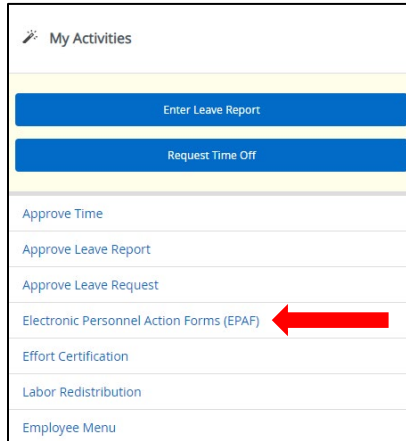 My Activities
Enter Leave Report
Request Time Off
Approve Time
Approve Leave Report
Approve Leave Request
Electronic Personnel Action Forms (EPAF)
Effort Certification
Labor Redistribution
Employee Menu